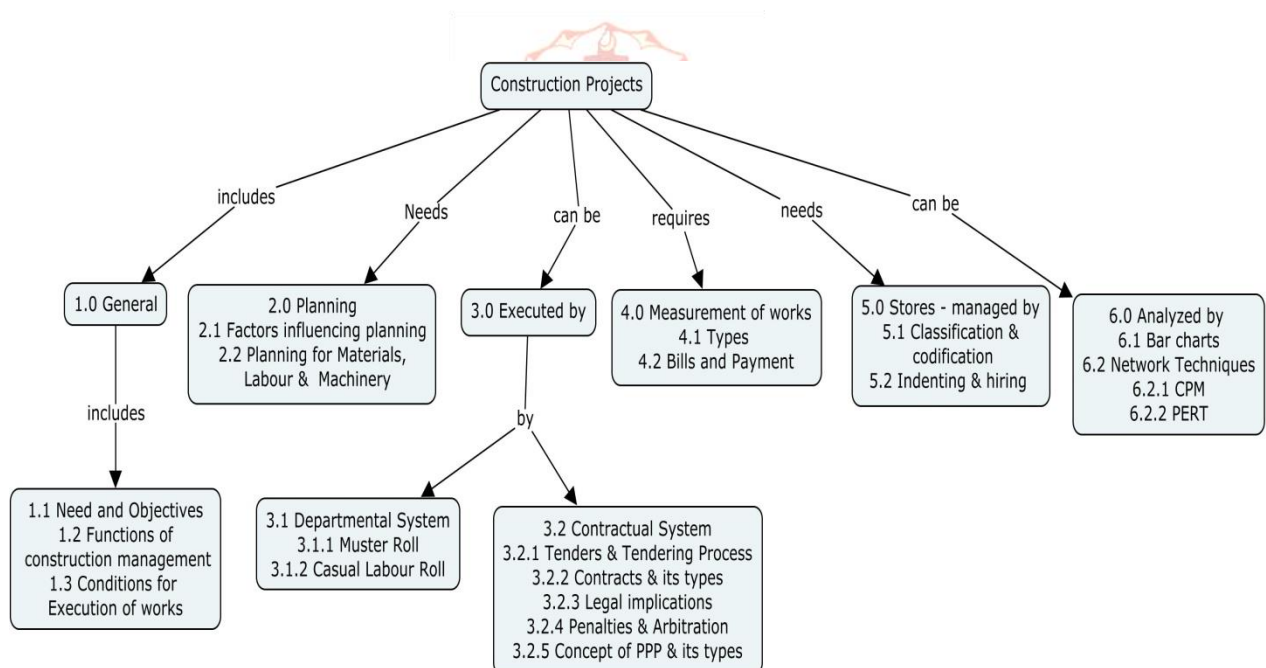 Construction Projects
includes
Needs
can be
requires
needs
can be
1.0 General
2.0 Planning
2.1 Factors influencing planning
2.2 Planning for Materials,
Labour & Machinery
3.0 Executed by
4.0 Measurement of works
4.1 Types
4.2 Bills and Payment
5.0 Stores - managed by
5.1 Classification &
codification
5.2 Indenting & hiring
6.0 Analyzed by
6.1 Bar charts
6.2 Network Techniques
6.2.1 CPM
6.2.2 PERT
includes
by
1.1 Need and Objectives
1.2 Functions of
construction management
1.3 Conditions for
Execution of works
3.1 Departmental System
3.1.1 Muster Roll
3.1.2 Casual Labour Roll
3.2 Contractual System
3.2.1 Tenders & Tendering Process
3.2.2 Contracts & its types
3.2.3 Legal implications
3.2.4 Penalties & Arbitration
3.2.5 Concept of PPP & its types